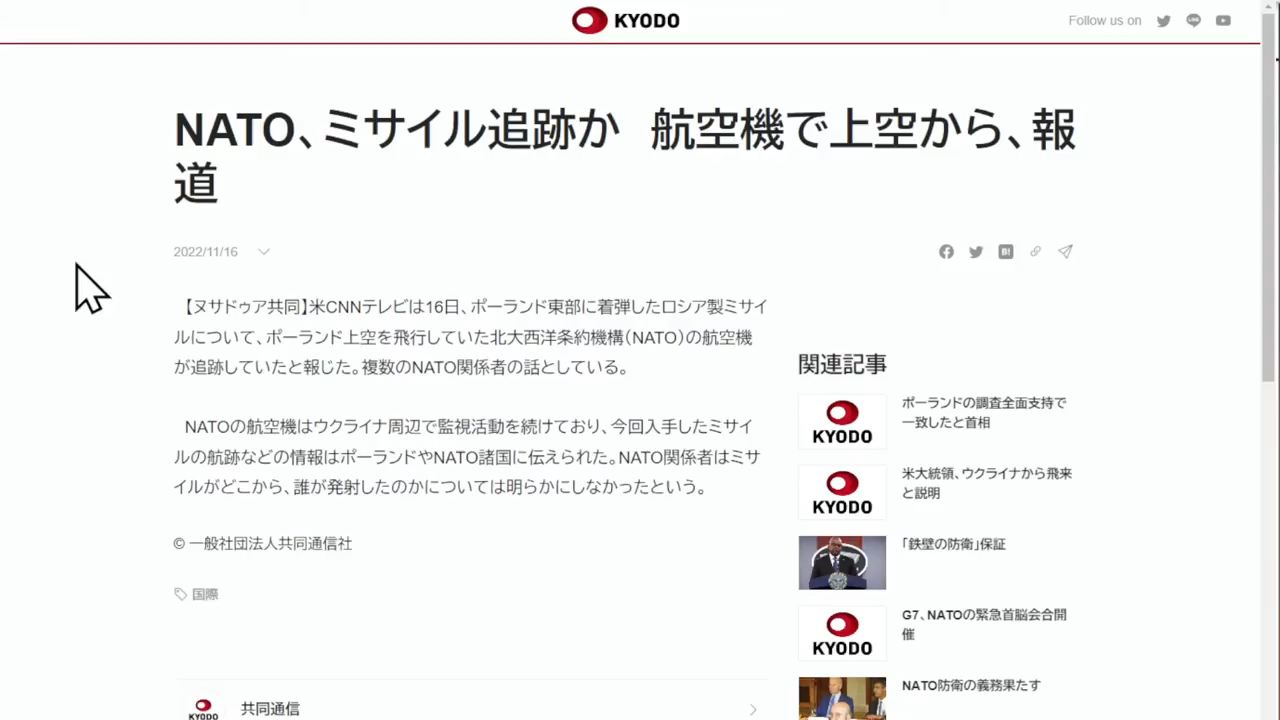 KYODO
Follow us on
NATO、ミサイル追跡か　航空機で上空から、報
道
2022/11/16
B!
【ヌサドゥア共同】米CNNテレビは16日、ポーランド東部に着弾したロシア製ミサイ
ルについて、ポーランド上空を飛行していた北大西洋条約機構（NATO）の航空機
が追跡していたと報じた。複数のNATO関係者の話としている。
NATOの航空機はウクライナ周辺で監視活動を続けており、今回入手したミサイ
ルの航跡などの情報はポーランドやNATO諸国に伝えられた。NATO関係者はミサ
イルがどこから、誰が発射したのかについては明らかにしなかったという。
© 一般社団法人共同通信社
国際
KYODO
共同通信
関連記事
KYODO
ポーランドの調査全面支持で
一致したと首相
KYODO
米大統領、ウクライナから飛来
と説明
「鉄壁の防衛」保証
KYODO
G7、NATOの緊急首脳会合開
催
NATO防衛の義務果たす